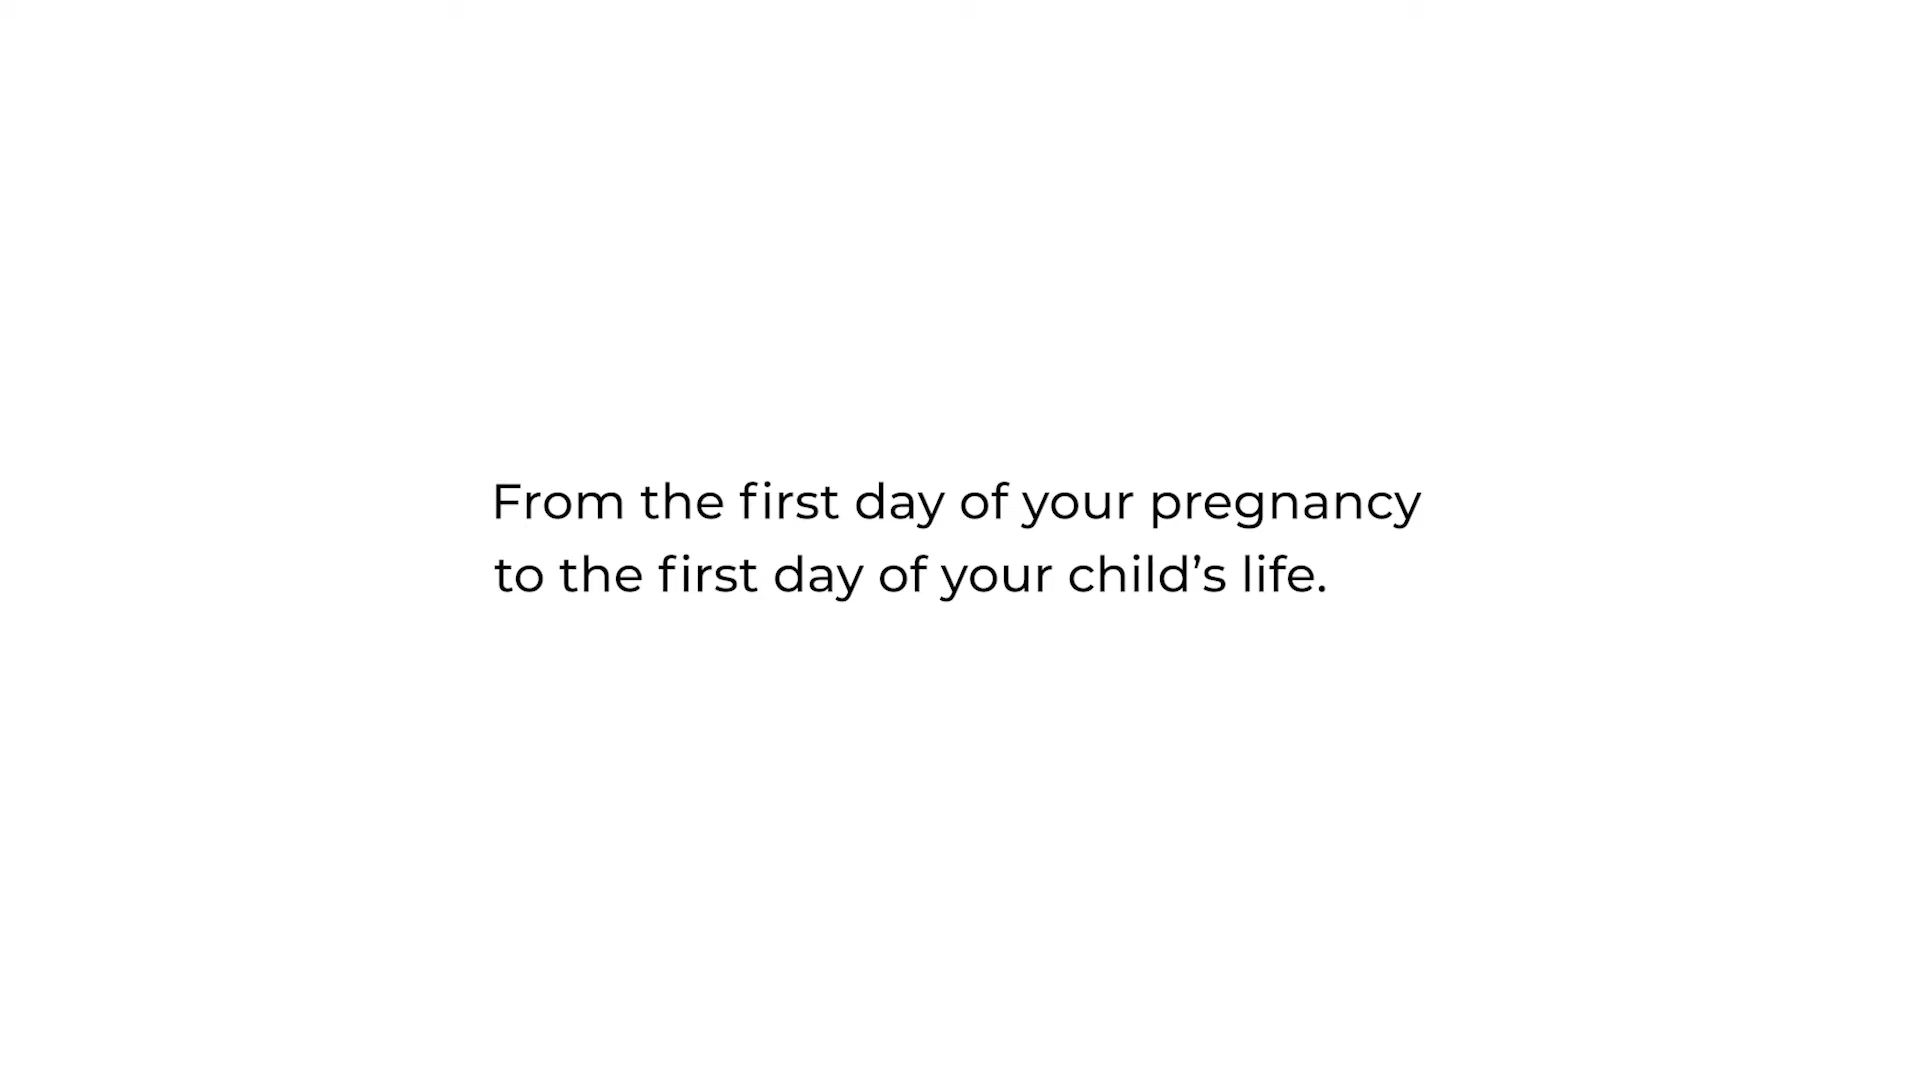 From the first day of your pregnancy
to the first day of your child’s life.